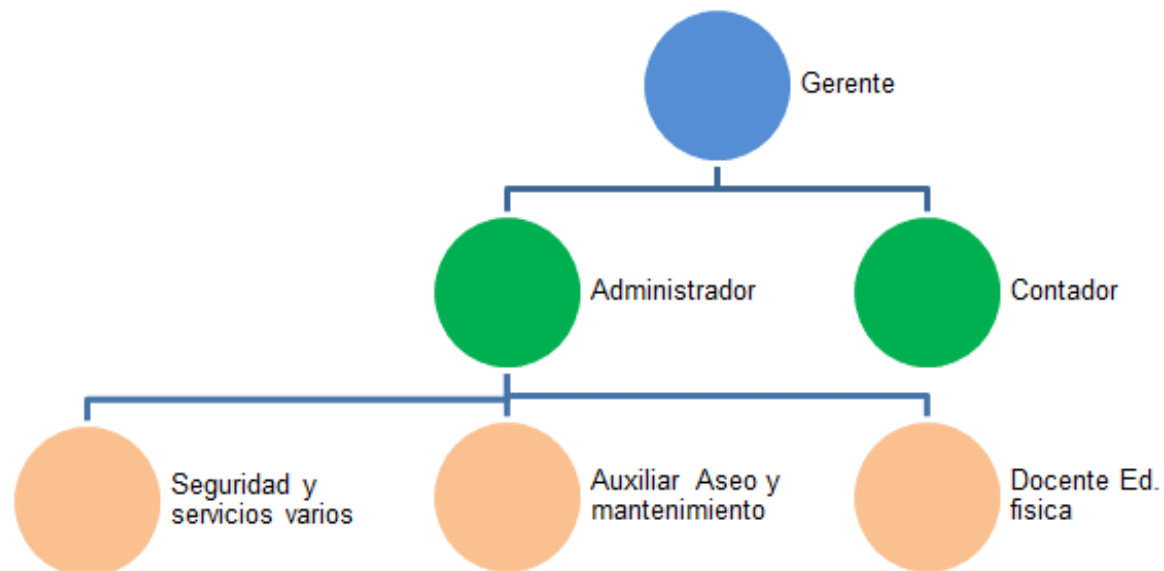 Gerente
Administrador
Contador
Seguridad y
servicios varios
Auxiliar Aseo y
mantenimiento
Docente Ed.
fisica